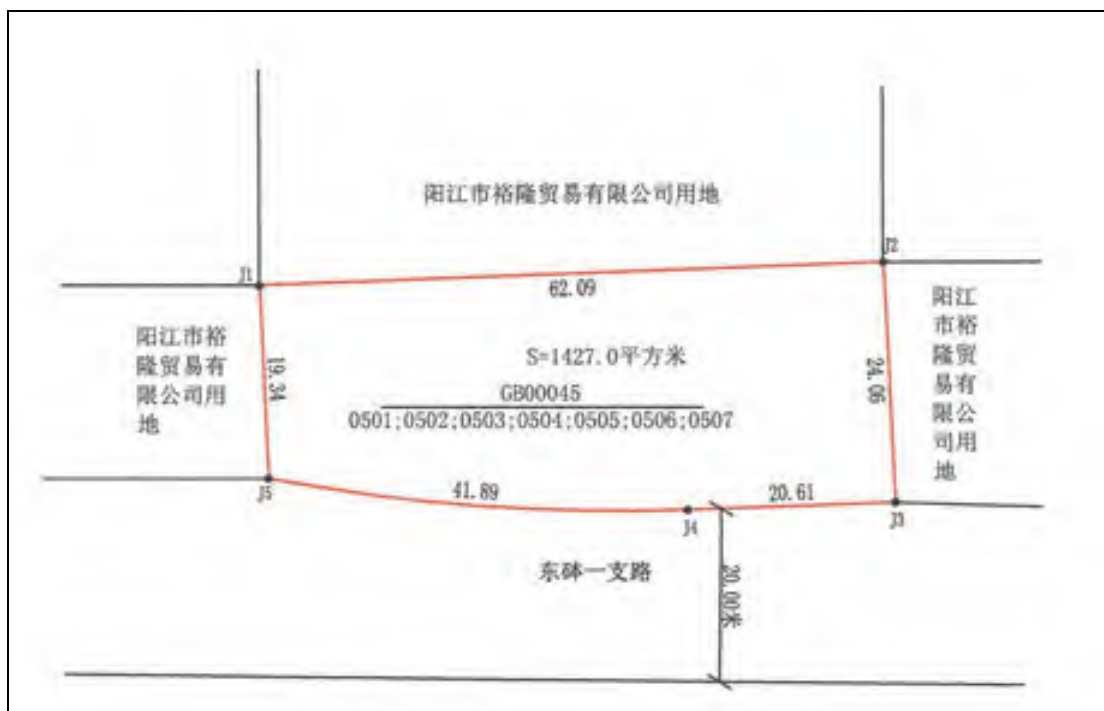 阳江市裕隆贸易有限公司用地
J1
J2
62.09
阳江市裕
隆贸易有
限公司用
地
19.34
S=1427.0平方米
GB00045
0501;0502;0503;0504;0505;0506;0507
24.06
阳江
市裕
隆贸
易有
限公
司用
地
J5
41.89
J4
20.61
J3
东砵一支路
20.00米